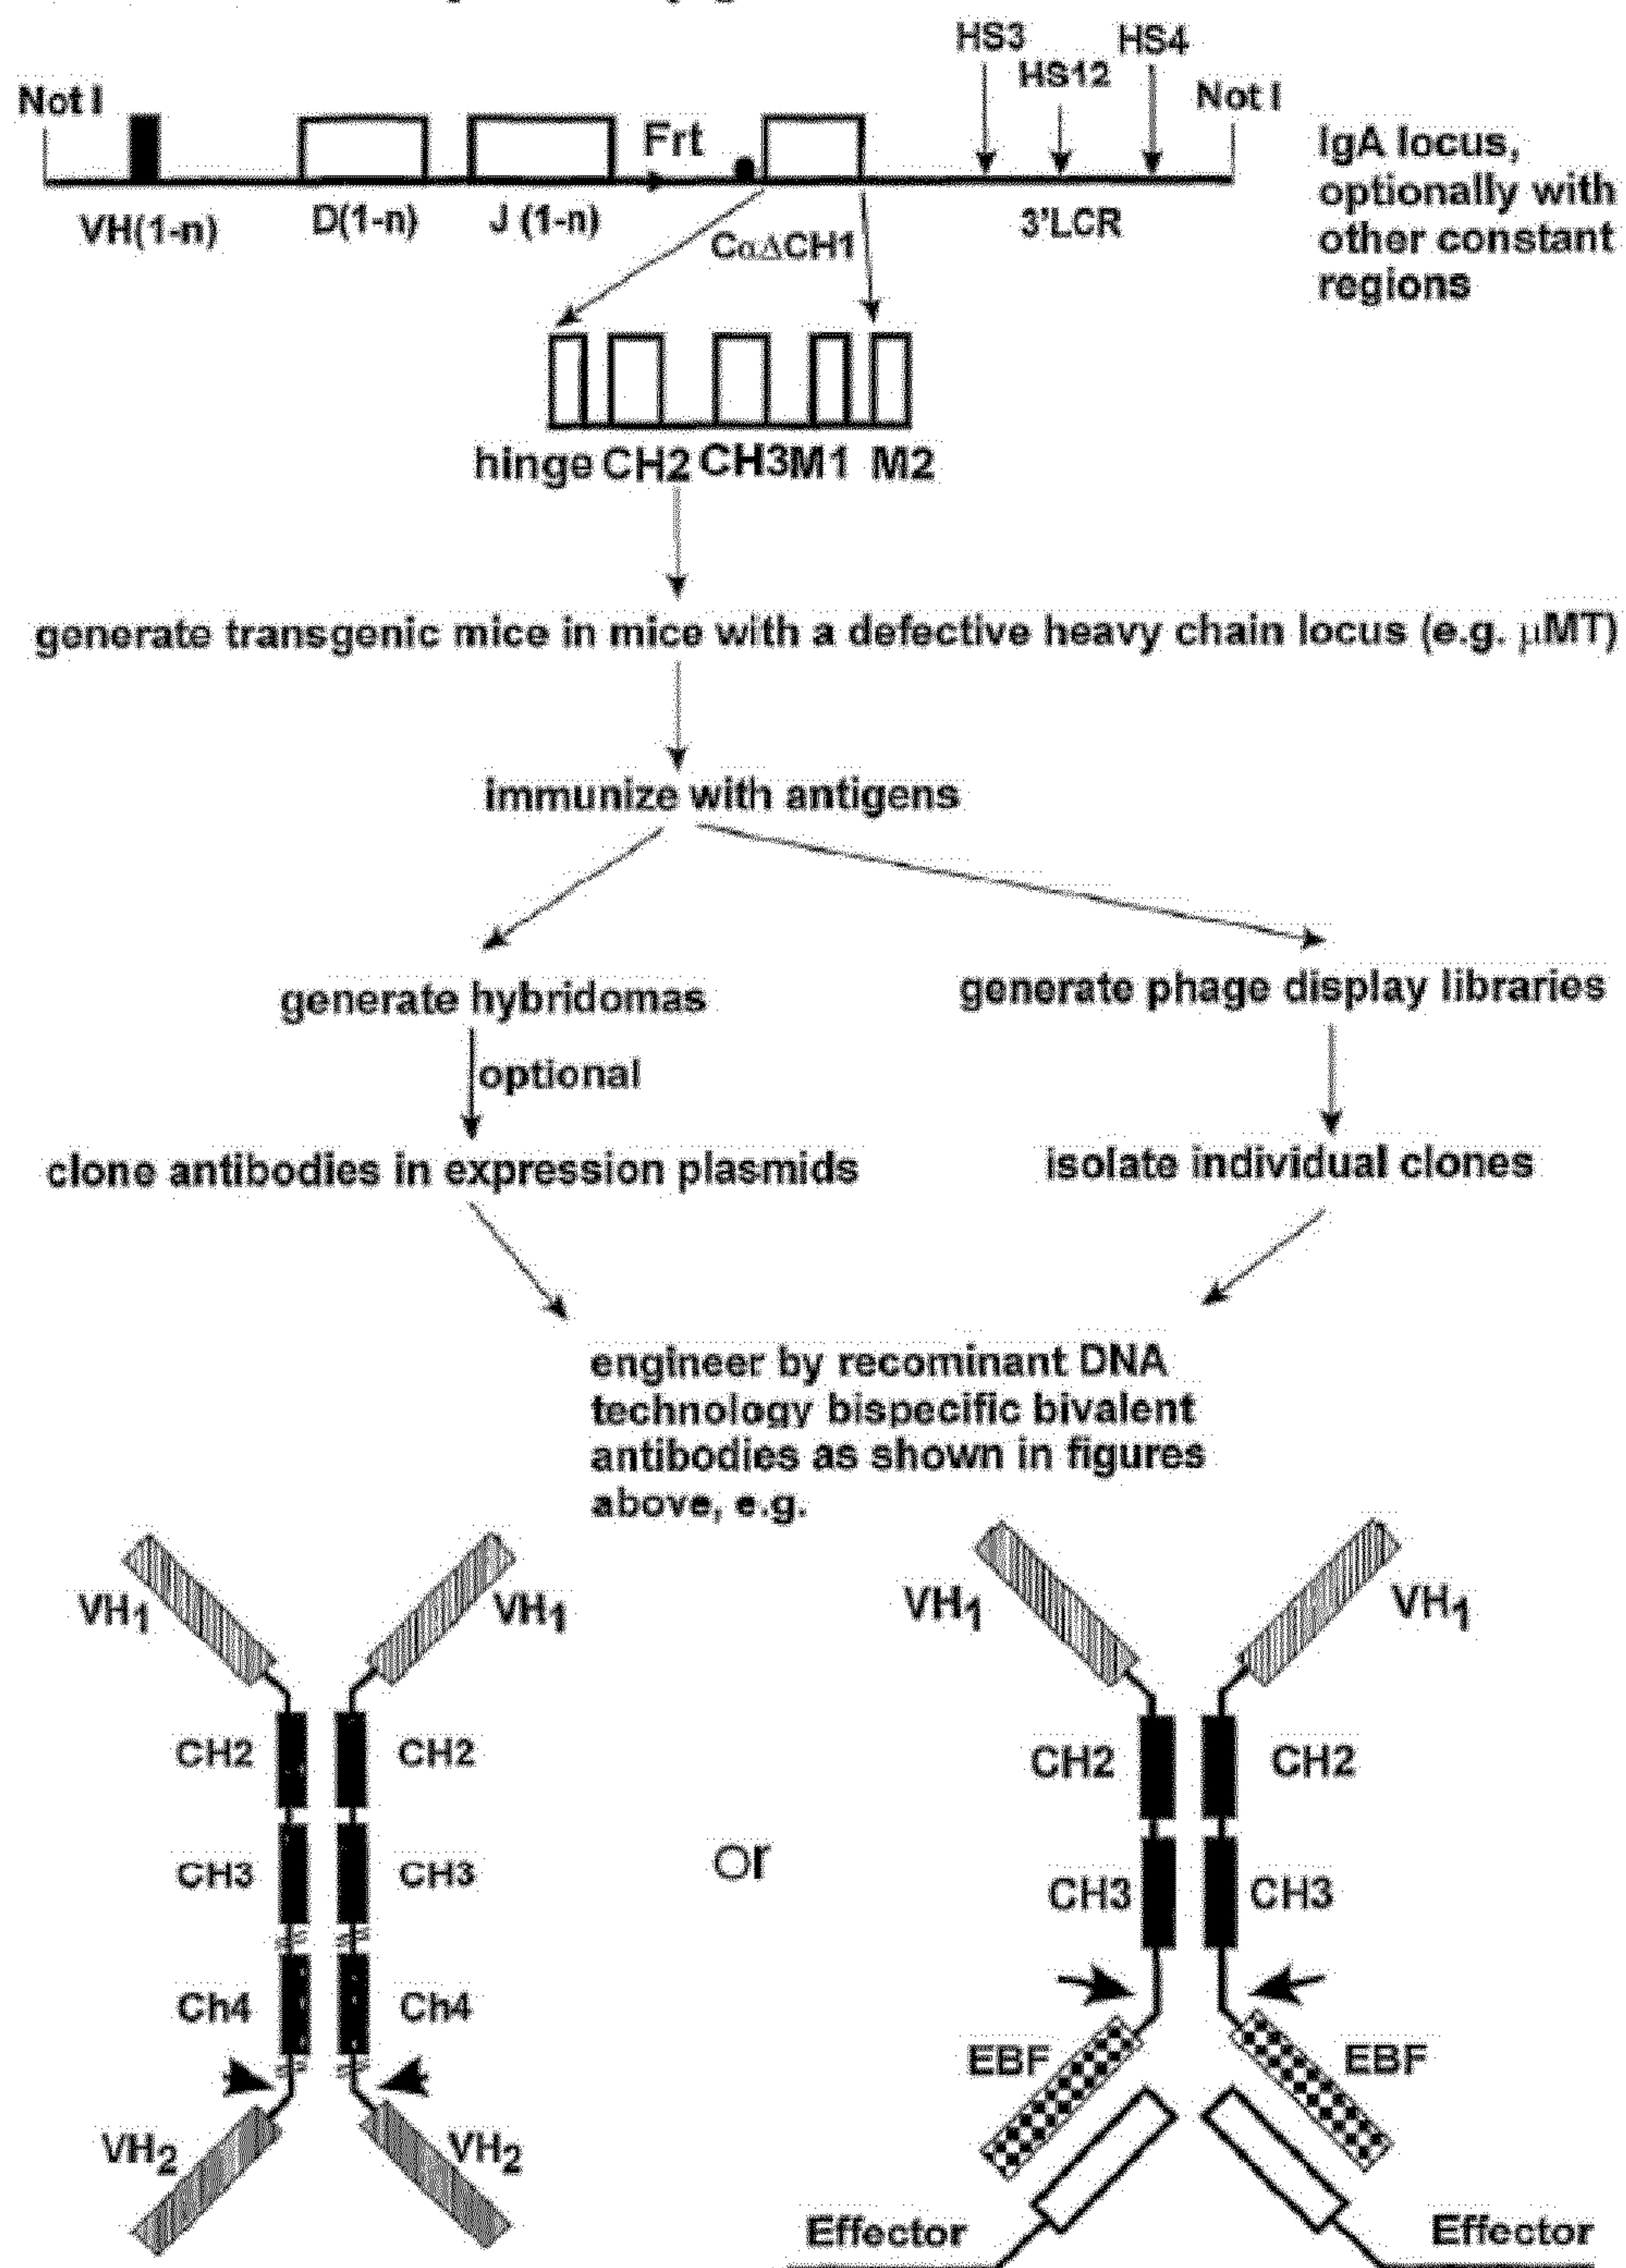 HS3 HS4
HS12
Not I Not I
Frt
IgA locus,
optionally with
other constant
regions
VH(1-n) D(1-n) J (1-n) 3'LCR
CαΔCH1
hinge CH2 CH3 M1 M2
generate transgenic mice in mice with a defective heavy chain locus (e.g. μMT)
immunize with antigens
generate hybridomas
generate phage display libraries
optional
clone antibodies in expression plasmids
isolate individual clones
engineer by recominant DNA
technology bispecific bivalent
antibodies as shown in figures
above, e.g.
VH1 VH1 VH1 VH1
CH2 CH2 CH2 CH2
or
CH3 CH3 CH3 CH3
Ch4 Ch4
EBF EBF
VH2 VH2
Effector Effector